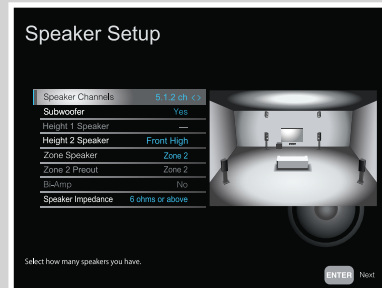 Speaker Setup
Speaker Channels 5.1.2 ch <>
Subwoofer Yes
Height 1 Speaker ---
Height 2 Speaker Front High
Zone Speaker Zone 2
Zone 2 Preout Zone 2
Bi-Amp No
Speaker Impedance 6 ohms or above
Select how many speakers you have.
ENTER Next